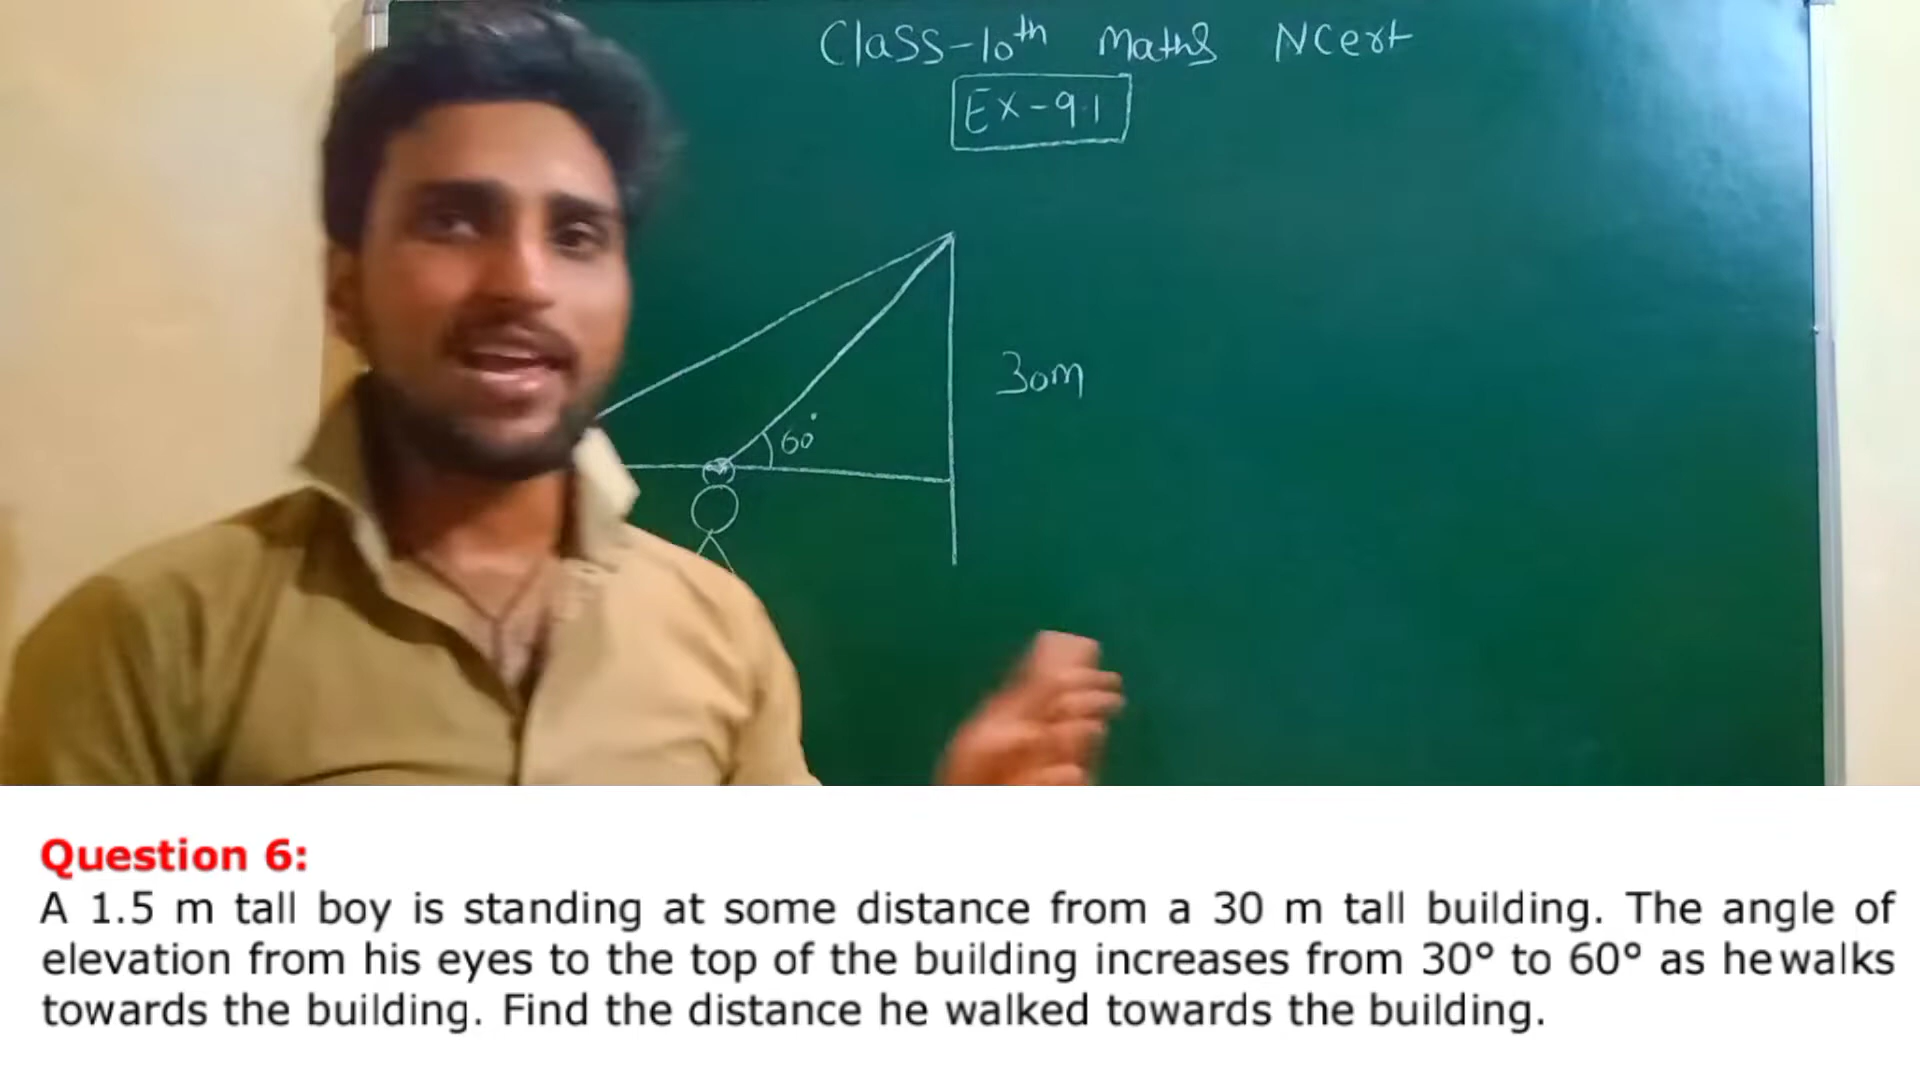 Class-10th Maths NCert
Ex-9.1
30m
60°
Question 6:
A 1.5 m tall boy is standing at some distance from a 30 m tall building. The angle of
elevation from his eyes to the top of the building increases from 30° to 60° as he walks
towards the building. Find the distance he walked towards the building.